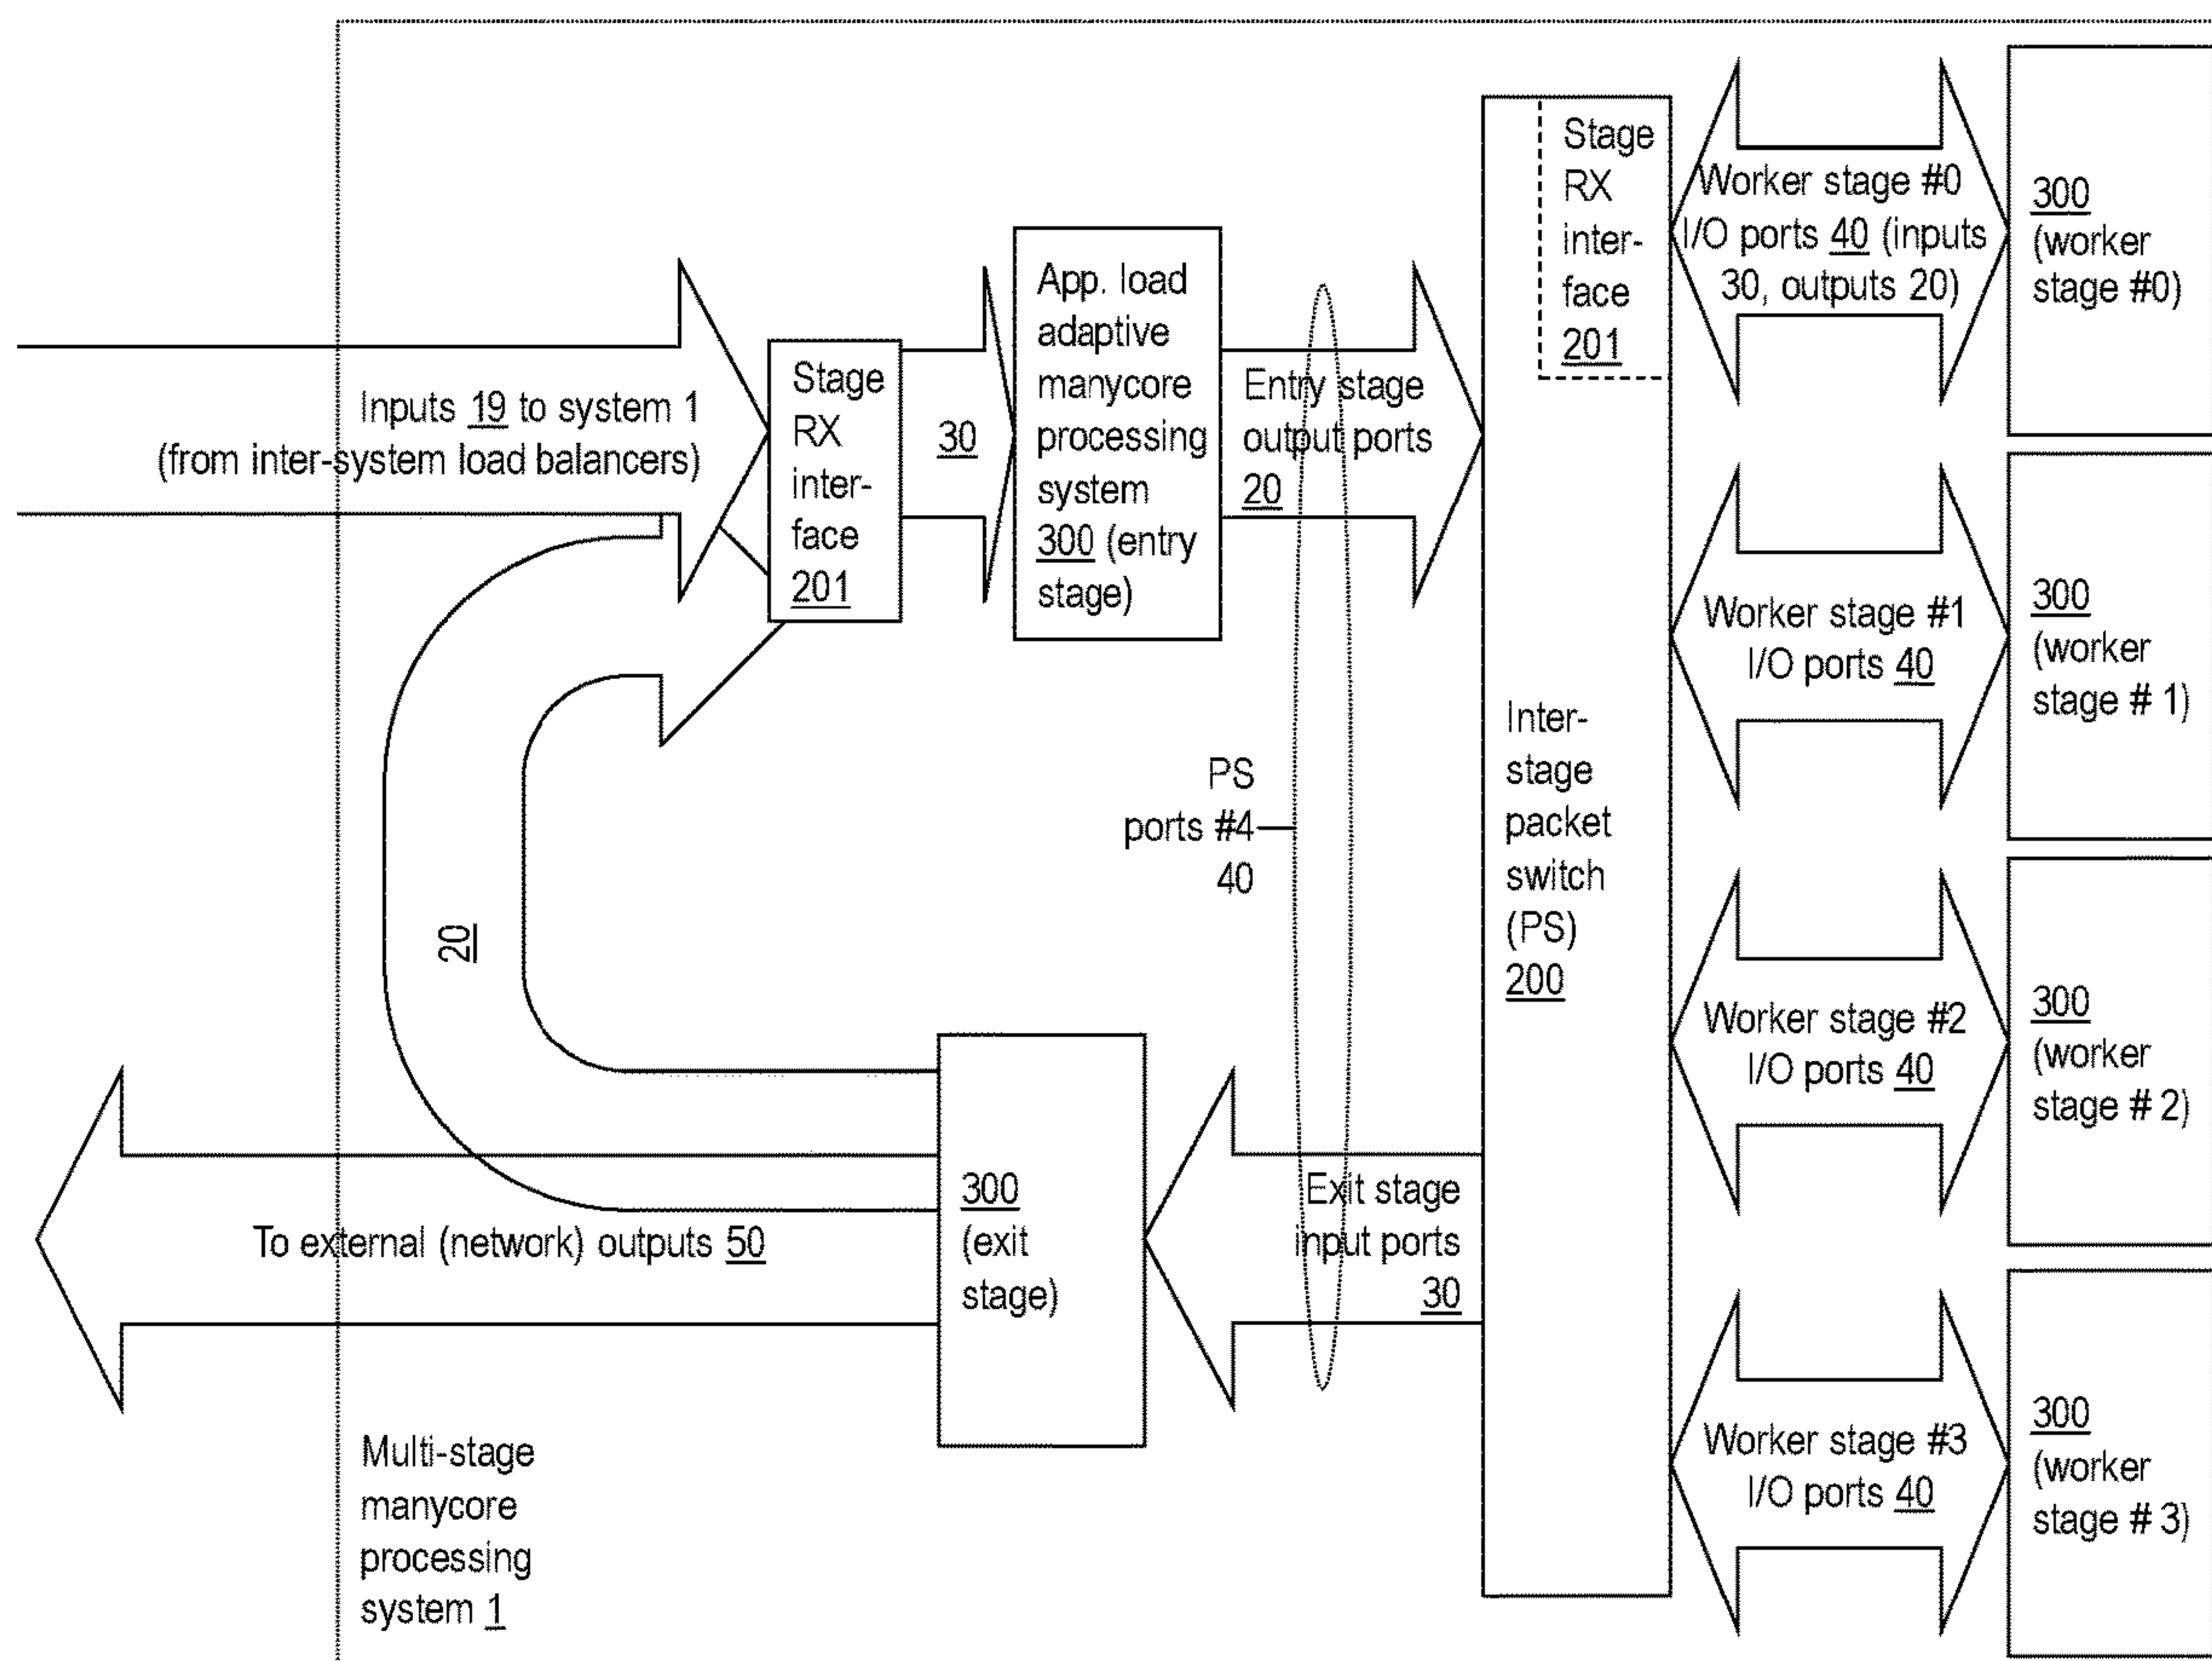 Inputs 19 to system 1
(from inter-system load balancers)
Stage
RX
inter-
face
201
30
App. load
adaptive
manycore
processing
system
300 (entry
stage)
Entry stage
output ports
20
Stage
RX
inter-
face
201
Worker stage #0
I/O ports 40 (inputs
30, outputs 20)
300
(worker
stage #0)
Worker stage #1
I/O ports 40
300
(worker
stage # 1)
PS
ports #4
40
Inter-
stage
packet
switch
(PS)
200
20
Worker stage #2
I/O ports 40
300
(worker
stage # 2)
To external (network) outputs 50
300
(exit
stage)
Exit stage
input ports
30
Worker stage #3
I/O ports 40
300
(worker
stage # 3)
Multi-stage
manycore
processing
system 1